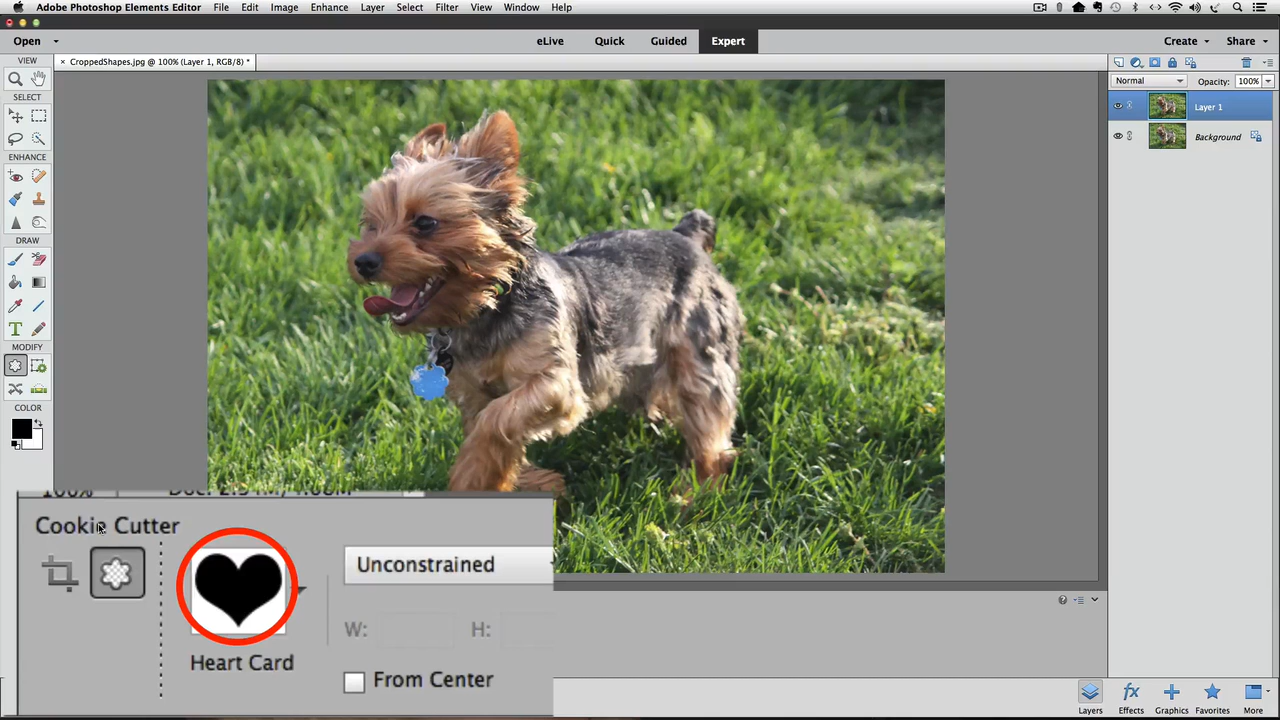 Adobe Photoshop Elements Editor File Edit Image Enhance Layer Select Filter View Window Help
Open eLive Quick Guided Expert Create Share
VIEW × CroppedShapes.jpg @ 100% (Layer 1, RGB/8) *
Normal Opacity: 100%
SELECT
Layer 1
Background
ENHANCE
DRAW
T
MODIFY
COLOR
100%
Cookie Cutter
Unconstrained
W: H:
Heart Card
From Center
fx
Layers Effects Graphics Favorites More